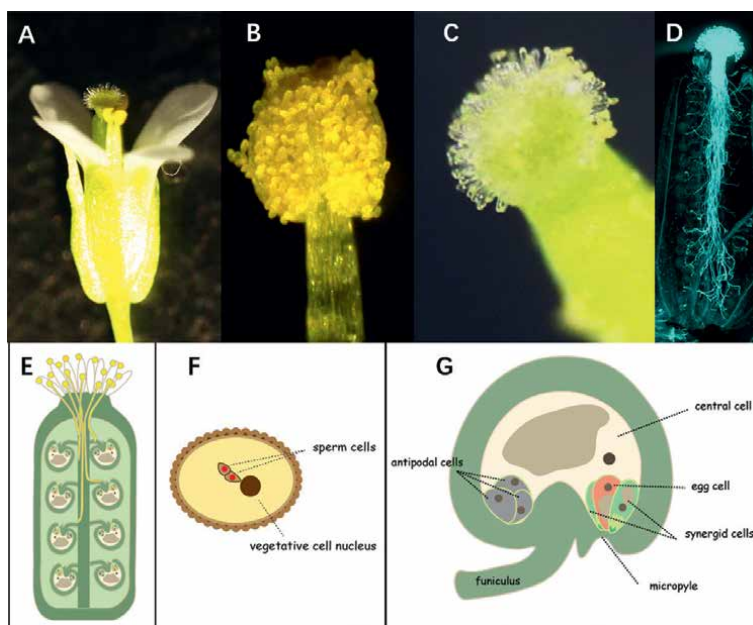 A
B
C
D
E
F
sperm cells
vegetative cell nucleus
G
central cell
antipodal cells
egg cell
synergid cells
micropyle
funiculus